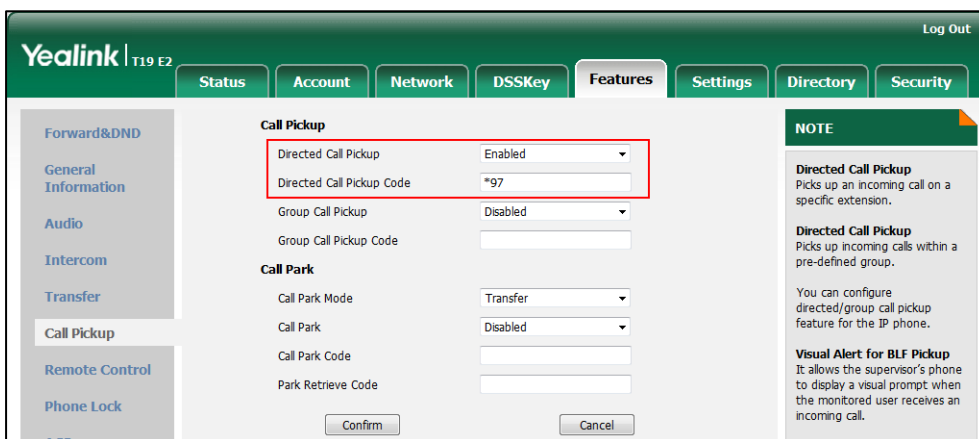 Log Out
Yealink T19 E2
Status Account Network DSSKey Features Settings Directory Security
Forward&DND
General
Information
Audio
Intercom
Transfer
Call Pickup
Remote Control
Phone Lock
Call Pickup
Directed Call Pickup Enabled
Directed Call Pickup Code *97
Group Call Pickup Disabled
Group Call Pickup Code
Call Park
Call Park Mode Transfer
Call Park Disabled
Call Park Code
Park Retrieve Code
Confirm Cancel
NOTE
Directed Call Pickup
Picks up an incoming call on a
specific extension.
Directed Call Pickup
Picks up incoming calls within a
pre-defined group.
You can configure
directed/group call pickup
feature for the IP phone.
Visual Alert for BLF Pickup
It allows the supervisor's phone
to display a visual prompt when
the monitored user receives an
incoming call.